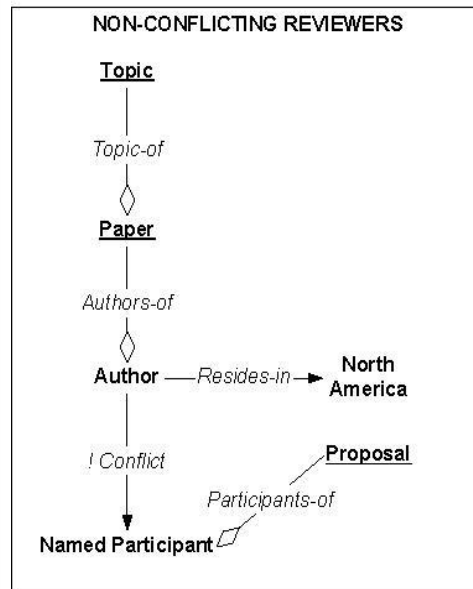 NON-CONFLICTING REVIEWERS
Topic
Topic-of
Paper
Authors-of
Author
Resides-in
North
America
! Conflict
Proposal
Participants-of
Named Participant